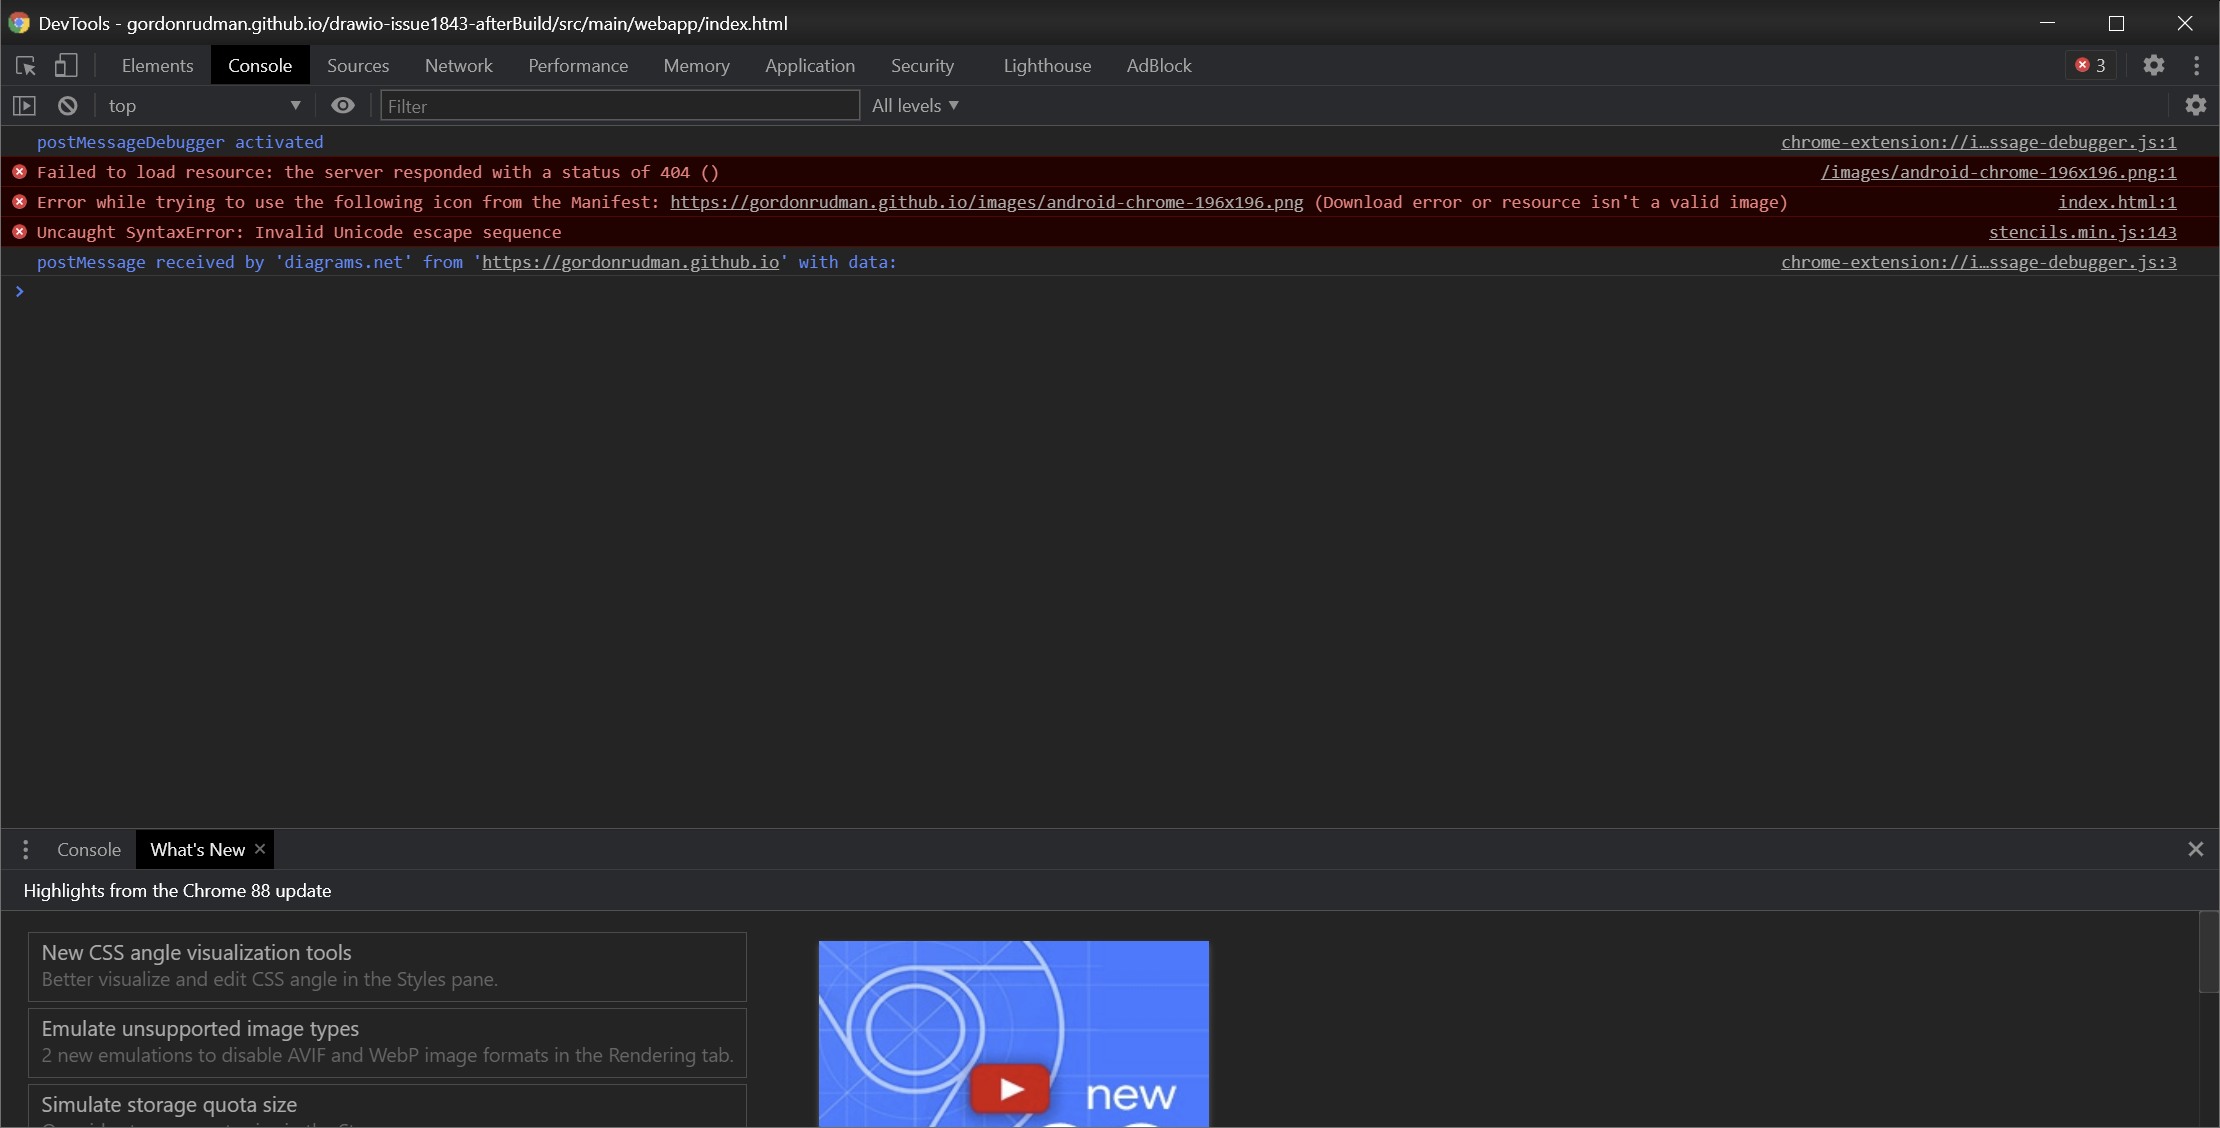 DevTools - gordonrudman.github.io/drawio-issue1843-afterBuild/src/main/webapp/index.html
Elements Console Sources Network Performance Memory Application Security Lighthouse AdBlock 3
top Filter All levels
postMessageDebugger activated chrome-extension://i…ssage-debugger.js:1
Failed to load resource: the server responded with a status of 404 () /images/android-chrome-196x196.png:1
Error while trying to use the following icon from the Manifest: https://gordonrudman.github.io/images/android-chrome-196x196.png (Download error or resource isn't a valid image) index.html:1
Uncaught SyntaxError: Invalid Unicode escape sequence stencils.min.js:143
postMessage received by 'diagrams.net' from 'https://gordonrudman.github.io' with data: chrome-extension://i…ssage-debugger.js:3
Console What's New
Highlights from the Chrome 88 update
New CSS angle visualization tools
Better visualize and edit CSS angle in the Styles pane.
Emulate unsupported image types
2 new emulations to disable AVIF and WebP image formats in the Rendering tab.
Simulate storage quota size
new